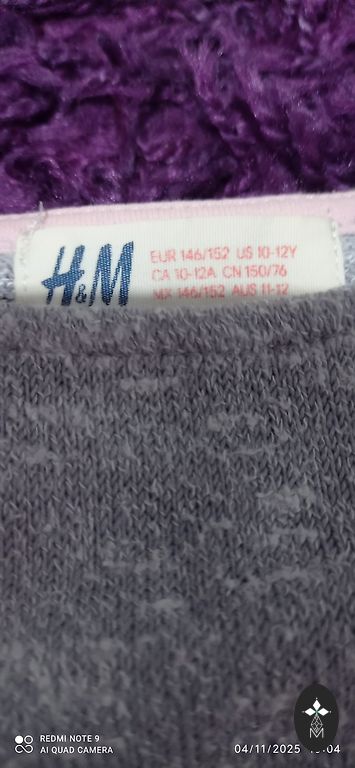 H&M
EUR 146/152 US 10-12Y
CA 10-12A CN 150/76
MX 146/152 AUS 11-12
REDMI NOTE 9
AI QUAD CAMERA
04/11/2025
M